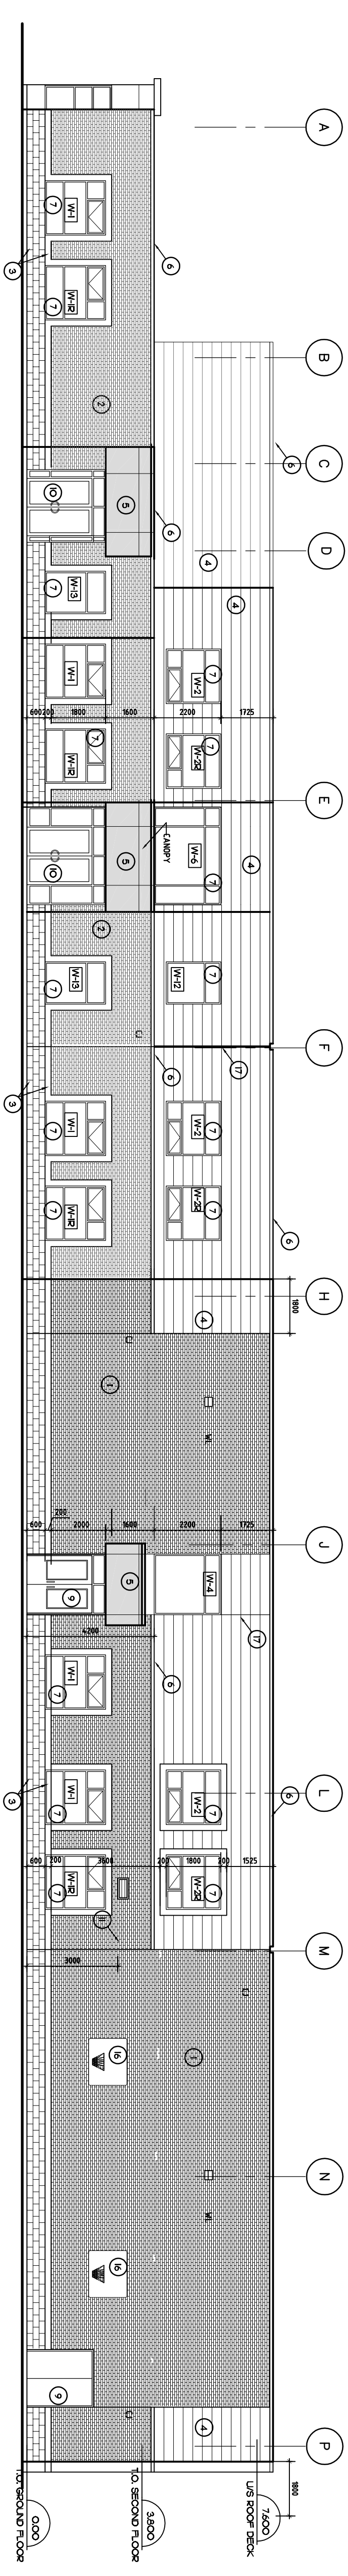 A B C D E F H J L M N P
6 6 1800 6 1800
7.600
U/S ROOF DECK
4 1725 4 17 1725 17 1525
4 7 7 7 7 7 7 4 WL 7 7 WL 4
W-2 W-2R 2200 W-6 W-12 W-2 W-2R 2200 W-4 W-2 W-2R 200 1800 200 1
6 6 CANOPY 6 6
3.800
T.O. SECOND FLOOR
5 1600 5 1600 5 16 16
2 2 1 4200 11
W-1 W-1R W-13 W-1 1800 7 W-1R W-13 W-1 W-1R 2000 W-1 W-1 3600 W-1R 3000
7 7 10 7 200 10 7 7 7 200 9 7 7 200 7 9
600 600 600
3 3 3
0.00
T.O. GROUND FLOOR